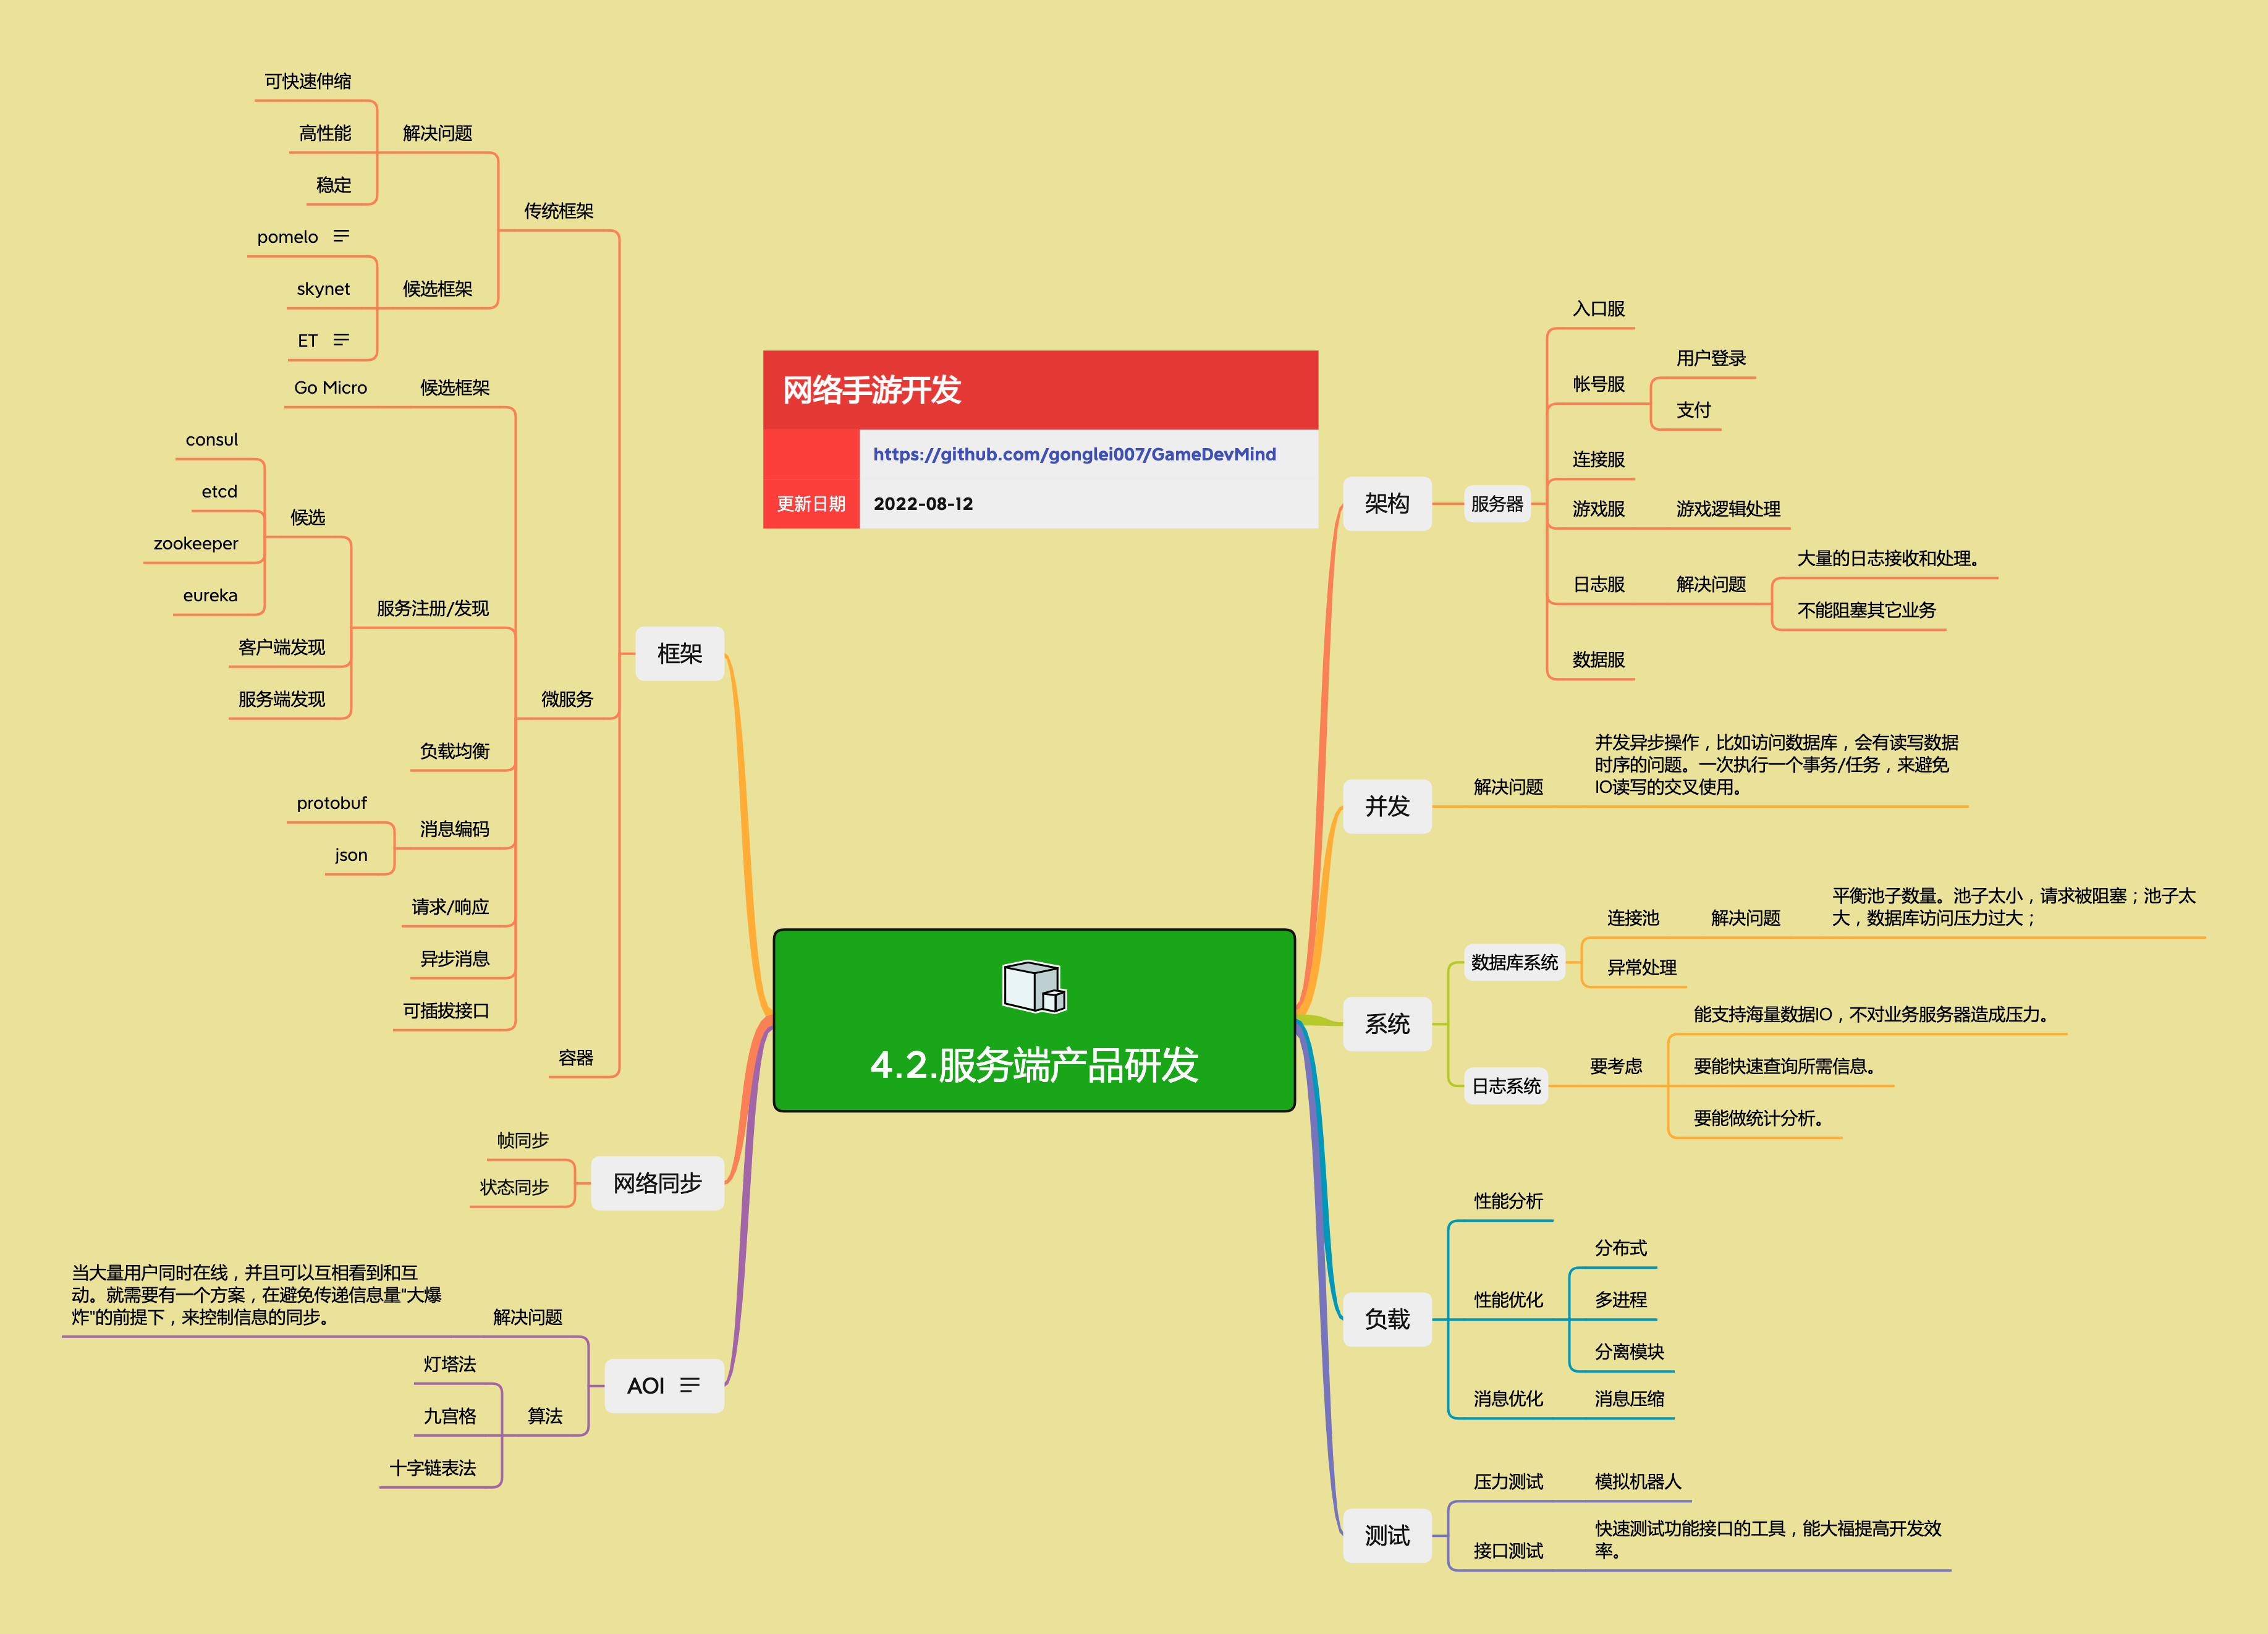 网络手游开发
https://github.com/gonglei007/GameDevMind
更新日期 2022-08-12
4.2.服务端产品研发
架构
服务器
入口服
帐号服
用户登录
支付
连接服
游戏服
游戏逻辑处理
日志服
解决问题
大量的日志接收和处理。
不能阻塞其它业务
数据服
并发
解决问题
并发异步操作，比如访问数据库，会有读写数据
时序的问题。一次执行一个事务/任务，来避免
IO读写的交叉使用。
系统
数据库系统
连接池
解决问题
平衡池子数量。池子太小，请求被阻塞；池子太
大，数据库访问压力过大；
异常处理
日志系统
要考虑
能支持海量数据IO，不对业务服务器造成压力。
要能快速查询所需信息。
要能做统计分析。
负载
性能分析
性能优化
分布式
多进程
分离模块
消息优化
消息压缩
测试
压力测试
模拟机器人
接口测试
快速测试功能接口的工具，能大福提高开发效
率。
框架
传统框架
解决问题
可快速伸缩
高性能
稳定
候选框架
pomelo
skynet
ET
微服务
候选框架
Go Micro
服务注册/发现
候选
consul
etcd
zookeeper
eureka
客户端发现
服务端发现
负载均衡
消息编码
protobuf
json
请求/响应
异步消息
可插拔接口
容器
网络同步
帧同步
状态同步
AOI
解决问题
当大量用户同时在线，并且可以互相看到和互
动。就需要有一个方案，在避免传递信息量"大爆
炸"的前提下，来控制信息的同步。
算法
灯塔法
九宫格
十字链表法